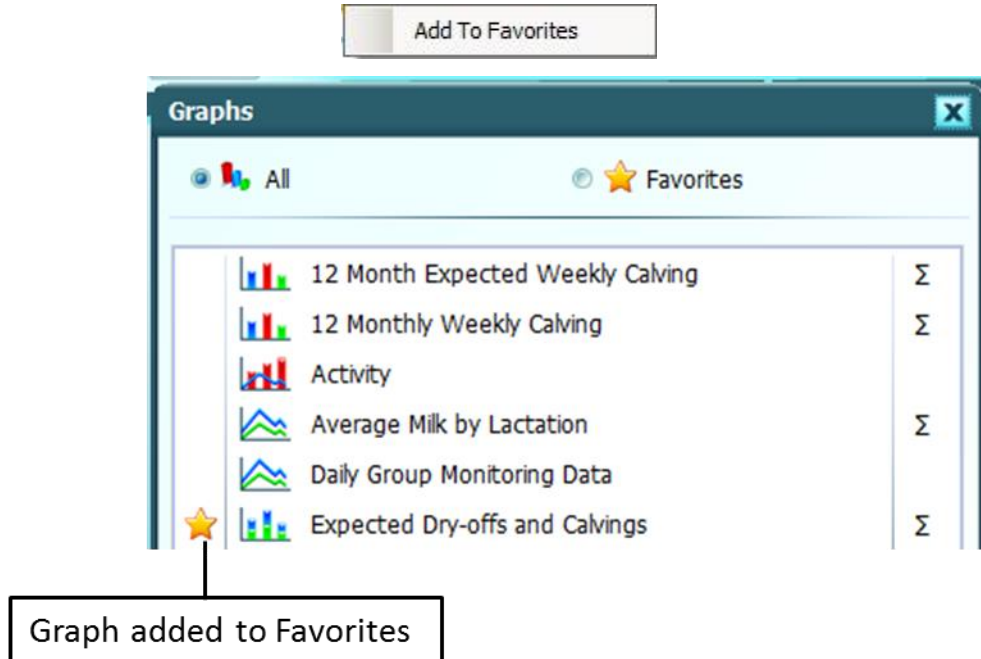 Add To Favorites
Graphs
All Favorites
12 Month Expected Weekly Calving Σ
12 Monthly Weekly Calving Σ
Activity
Average Milk by Lactation Σ
Daily Group Monitoring Data
Expected Dry-offs and Calvings Σ
Graph added to Favorites